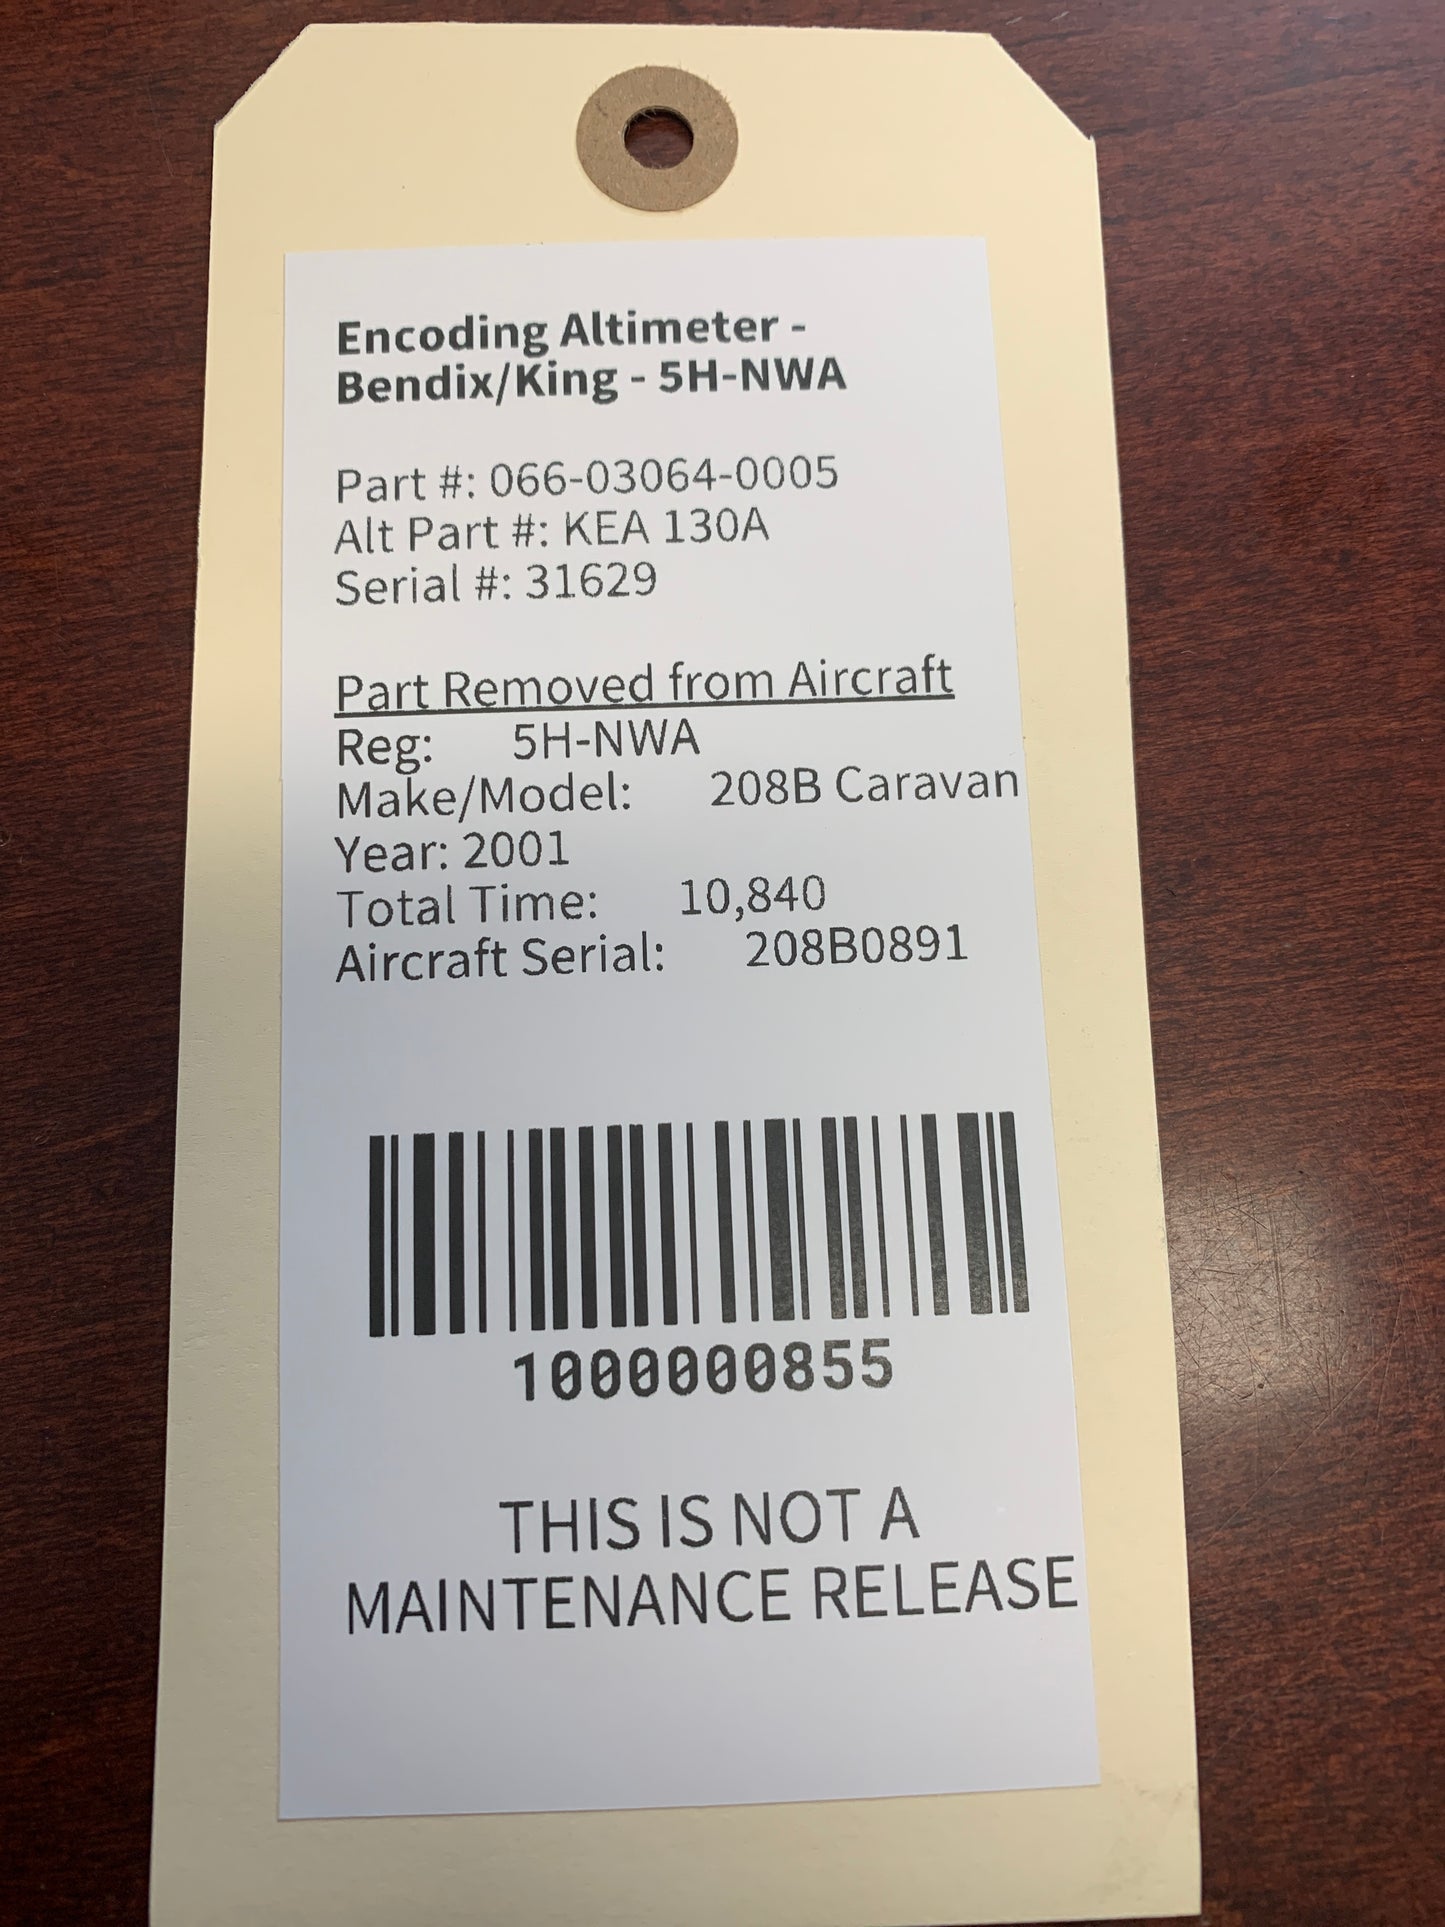 Encoding Altimeter -
Bendix/King - 5H-NWA
Part #: 066-03064-0005
Alt Part #: KEA 130A
Serial #: 31629
Part Removed from Aircraft
Reg: 5H-NWA
Make/Model: 208B Caravan
Year: 2001
Total Time: 10,840
Aircraft Serial: 208B0891
1000000855
THIS IS NOT A
MAINTENANCE RELEASE